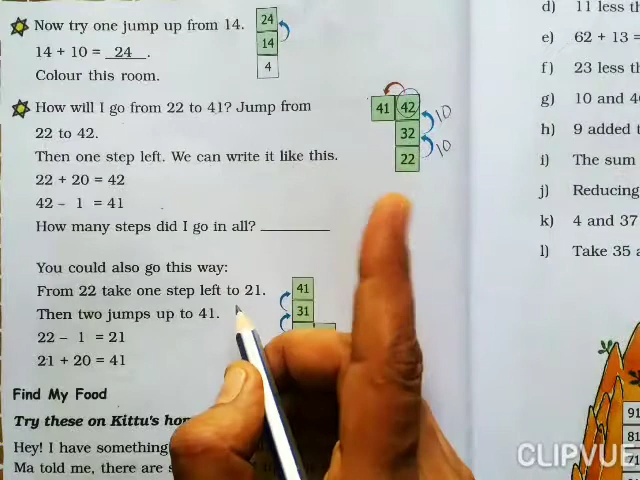 Now try one jump up from 14.
14 + 10 = 24 .
Colour this room.
24
14
4
How will I go from 22 to 41? Jump from
22 to 42.
Then one step left. We can write it like this.
22 + 20 = 42
42 – 1 = 41
How many steps did I go in all?
41 42
32
22
10
10
You could also go this way:
From 22 take one step left to 21.
Then two jumps up to 41.
22 – 1 = 21
21 + 20 = 41
41
31
Find My Food
Try these on Kittu's
Hey! I have something
Ma told me, there are
d) 11 less
e) 62 + 13 =
f) 23 less
g) 10 and
h) 9 added
i) The sum
j) Reducing
k) 4 and 37
l) Take 35
91
81
71
61
CLIPVUE